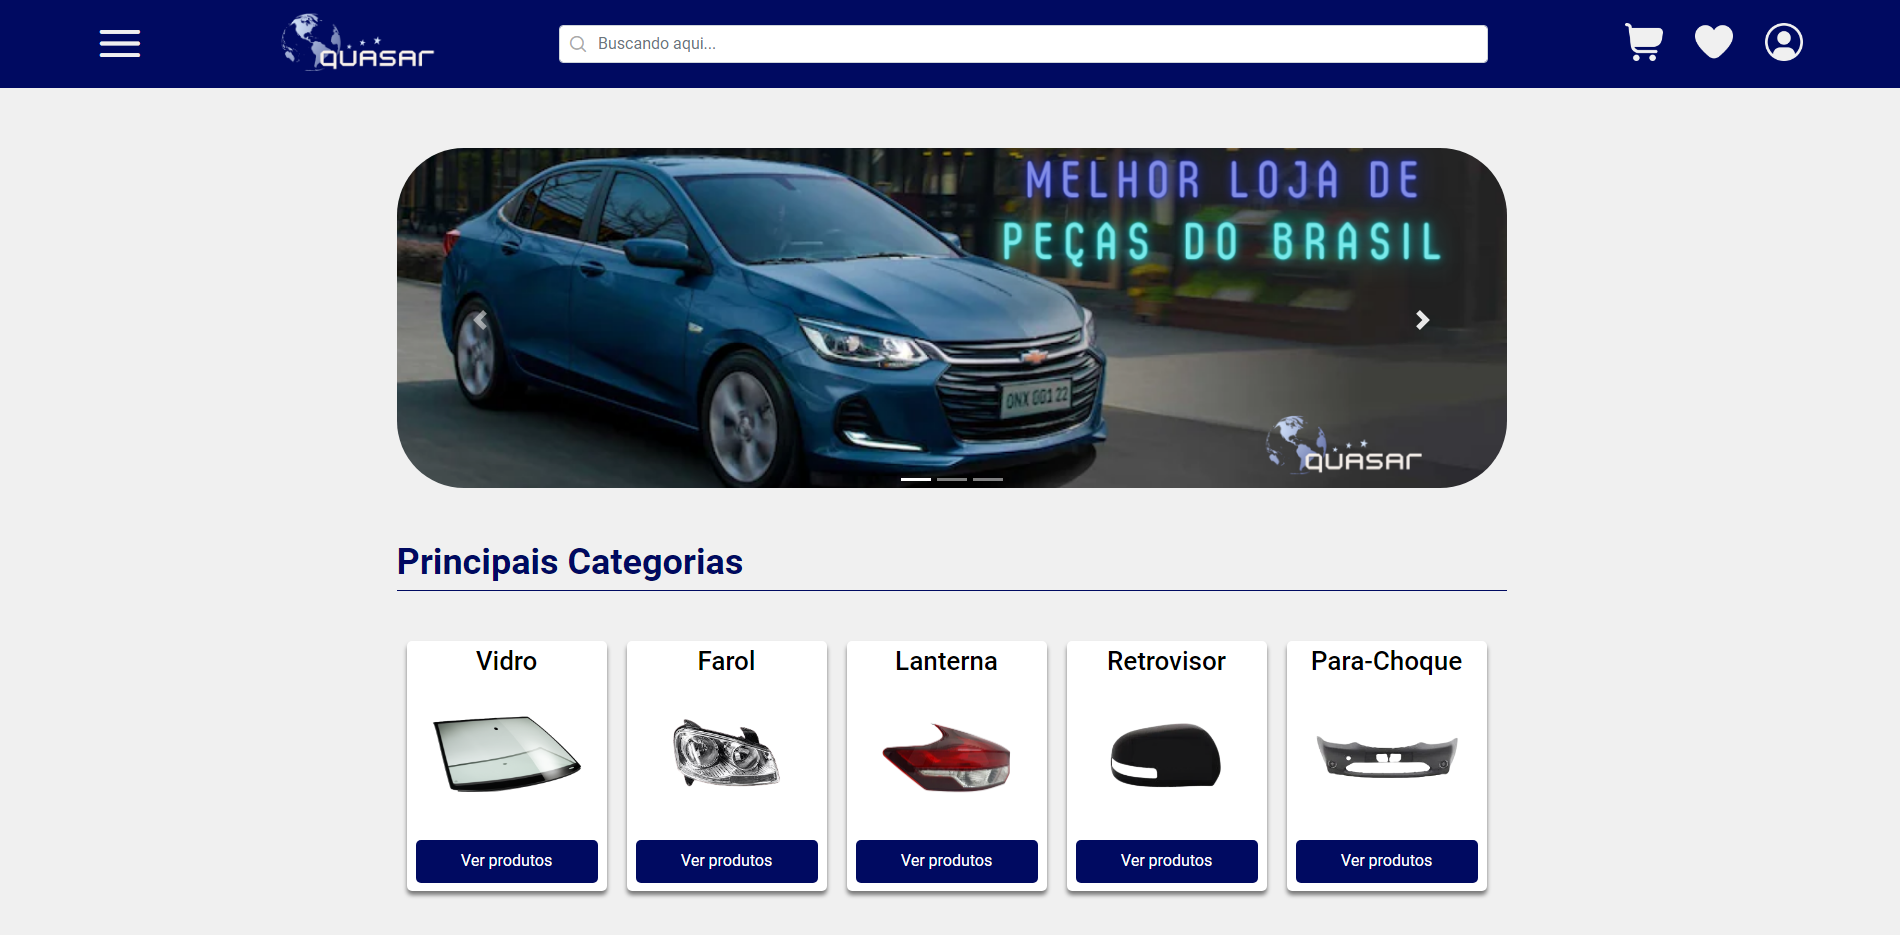 quasar
Buscando aqui...
MELHOR LOJA DE
PEÇAS DO BRASIL
ONX 0G1 22
quasar
Principais Categorias
Vidro
Farol
Lanterna
Retrovisor
Para-Choque
Ver produtos
Ver produtos
Ver produtos
Ver produtos
Ver produtos